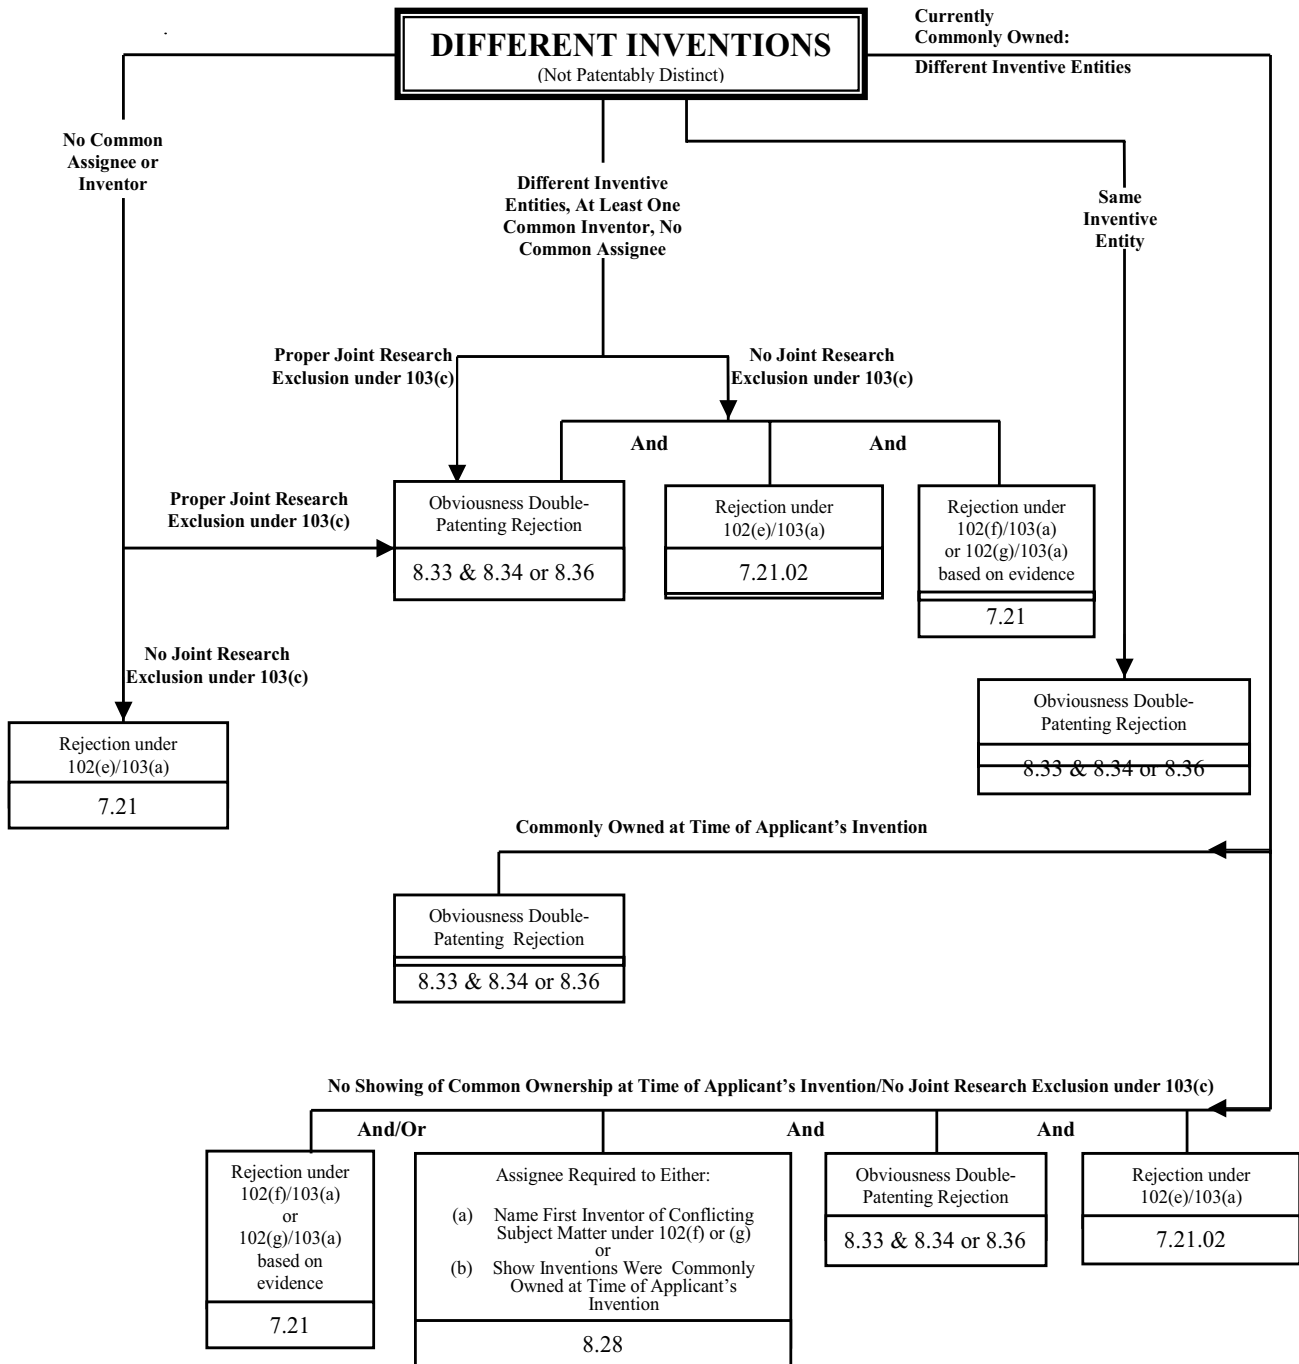 DIFFERENT INVENTIONS
(Not Patentably Distinct)
Currently
Commonly Owned:
Different Inventive Entities
No Common
Assignee or
Inventor
Different Inventive
Entities, At Least One
Common Inventor, No
Common Assignee
Same
Inventive
Entity
Proper Joint Research
Exclusion under 103(c)
No Joint Research
Exclusion under 103(c)
And
And
Proper Joint Research
Exclusion under 103(c)
Obviousness Double-
Patenting Rejection
8.33 & 8.34 or 8.36
Rejection under
102(e)/103(a)
7.21.02
Rejection under
102(f)/103(a)
or 102(g)/103(a)
based on evidence
7.21
No Joint Research
Exclusion under 103(c)
Rejection under
102(e)/103(a)
7.21
Obviousness Double-
Patenting Rejection
8.33 & 8.34 or 8.36
Commonly Owned at Time of Applicant’s Invention
Obviousness Double-
Patenting Rejection
8.33 & 8.34 or 8.36
No Showing of Common Ownership at Time of Applicant’s Invention/No Joint Research Exclusion under 103(c)
And/Or
And
And
Rejection under
102(f)/103(a)
or
102(g)/103(a)
based on
evidence
7.21
Assignee Required to Either:
(a) Name First Inventor of Conflicting
Subject Matter under 102(f) or (g)
or
(b) Show Inventions Were Commonly
Owned at Time of Applicant’s
Invention
8.28
Obviousness Double-
Patenting Rejection
8.33 & 8.34 or 8.36
Rejection under
102(e)/103(a)
7.21.02